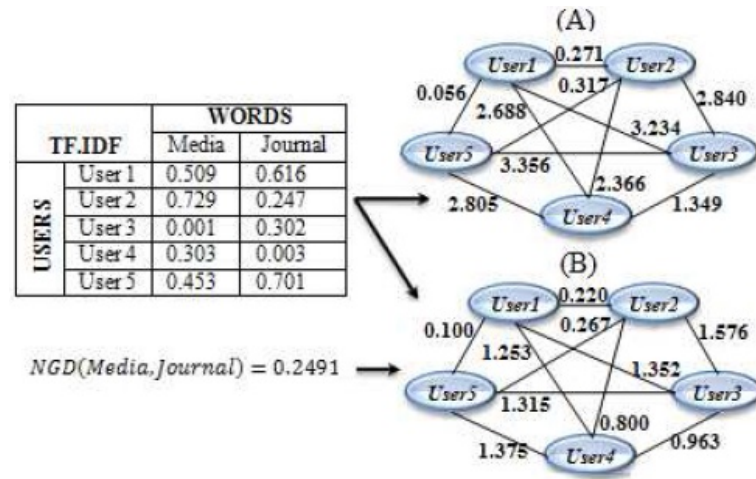 (A)
User1 0.271 User2
0.056 2.688 0.317 2.840
3.234
User5 3.356 User3
2.805 2.366 1.349
User4
WORDS
TF.IDF Media Journal
USERS
User 1 0.509 0.616
User 2 0.729 0.247
User 3 0.001 0.302
User 4 0.303 0.003
User 5 0.453 0.701
NGD(Media,Journal) = 0.2491
(B)
User1 0.220 User2
0.100 1.253 0.267 1.576
1.352
User5 1.315 User3
1.375 0.800 0.963
User4